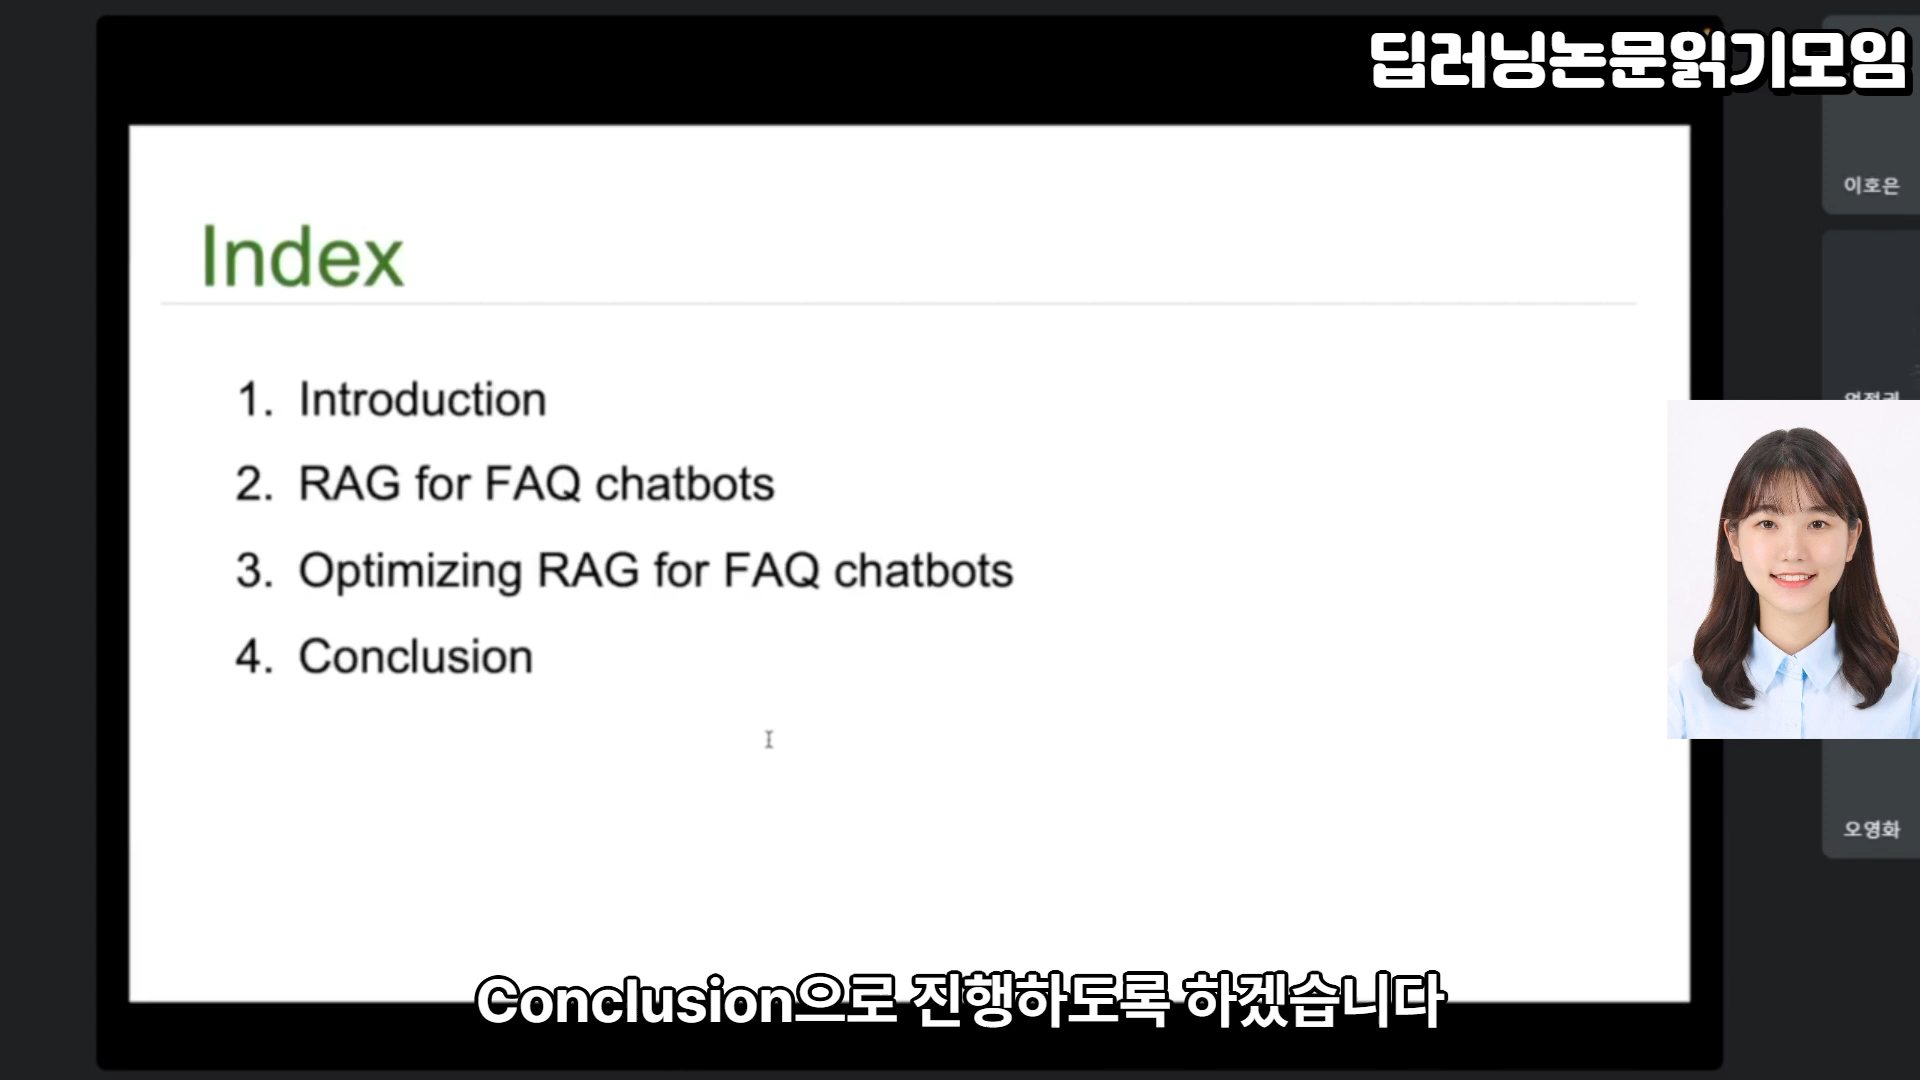 딥러닝논문읽기모임
이호은
Index
1. Introduction
2. RAG for FAQ chatbots
3. Optimizing RAG for FAQ chatbots
4. Conclusion
오영화
Conclusion으로 진행하도록 하겠습니다